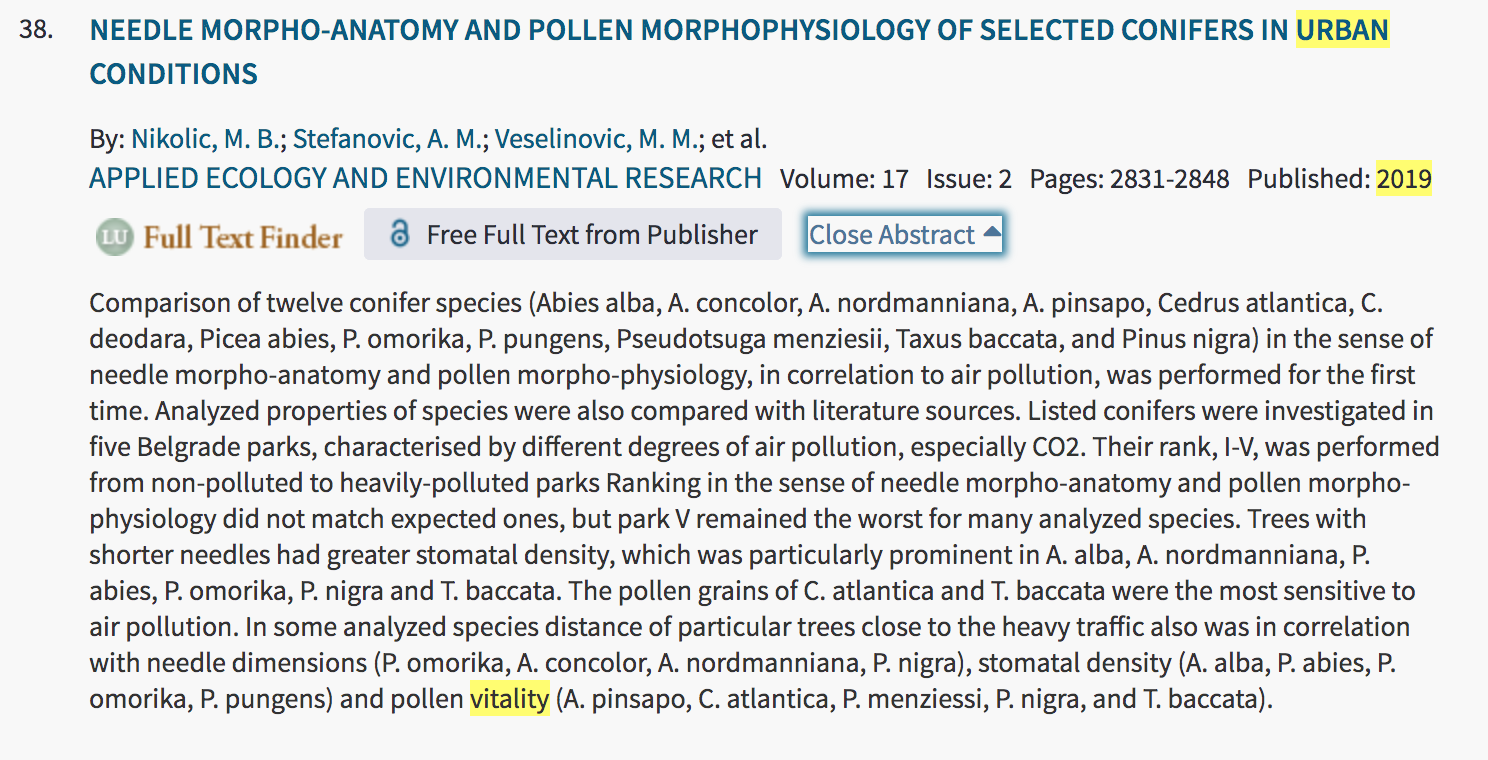 38. NEEDLE MORPHO-ANATOMY AND POLLEN MORPHOPHYSIOLOGY OF SELECTED CONIFERS IN URBAN
CONDITIONS
By: Nikolic, M. B.; Stefanovic, A. M.; Veselinovic, M. M.; et al.
APPLIED ECOLOGY AND ENVIRONMENTAL RESEARCH Volume: 17 Issue: 2 Pages: 2831-2848 Published: 2019
LU Full Text Finder Free Full Text from Publisher Close Abstract
Comparison of twelve conifer species (Abies alba, A. concolor, A. nordmanniana, A. pinsapo, Cedrus atlantica, C.
deodara, Picea abies, P. omorika, P. pungens, Pseudotsuga menziesii, Taxus baccata, and Pinus nigra) in the sense of
needle morpho-anatomy and pollen morpho-physiology, in correlation to air pollution, was performed for the first
time. Analyzed properties of species were also compared with literature sources. Listed conifers were investigated in
five Belgrade parks, characterised by different degrees of air pollution, especially CO2. Their rank, I-V, was performed
from non-polluted to heavily-polluted parks Ranking in the sense of needle morpho-anatomy and pollen morpho-
physiology did not match expected ones, but park V remained the worst for many analyzed species. Trees with
shorter needles had greater stomatal density, which was particularly prominent in A. alba, A. nordmanniana, P.
abies, P. omorika, P. nigra and T. baccata. The pollen grains of C. atlantica and T. baccata were the most sensitive to
air pollution. In some analyzed species distance of particular trees close to the heavy traffic also was in correlation
with needle dimensions (P. omorika, A. concolor, A. nordmanniana, P. nigra), stomatal density (A. alba, P. abies, P.
omorika, P. pungens) and pollen vitality (A. pinsapo, C. atlantica, P. menziessi, P. nigra, and T. baccata).